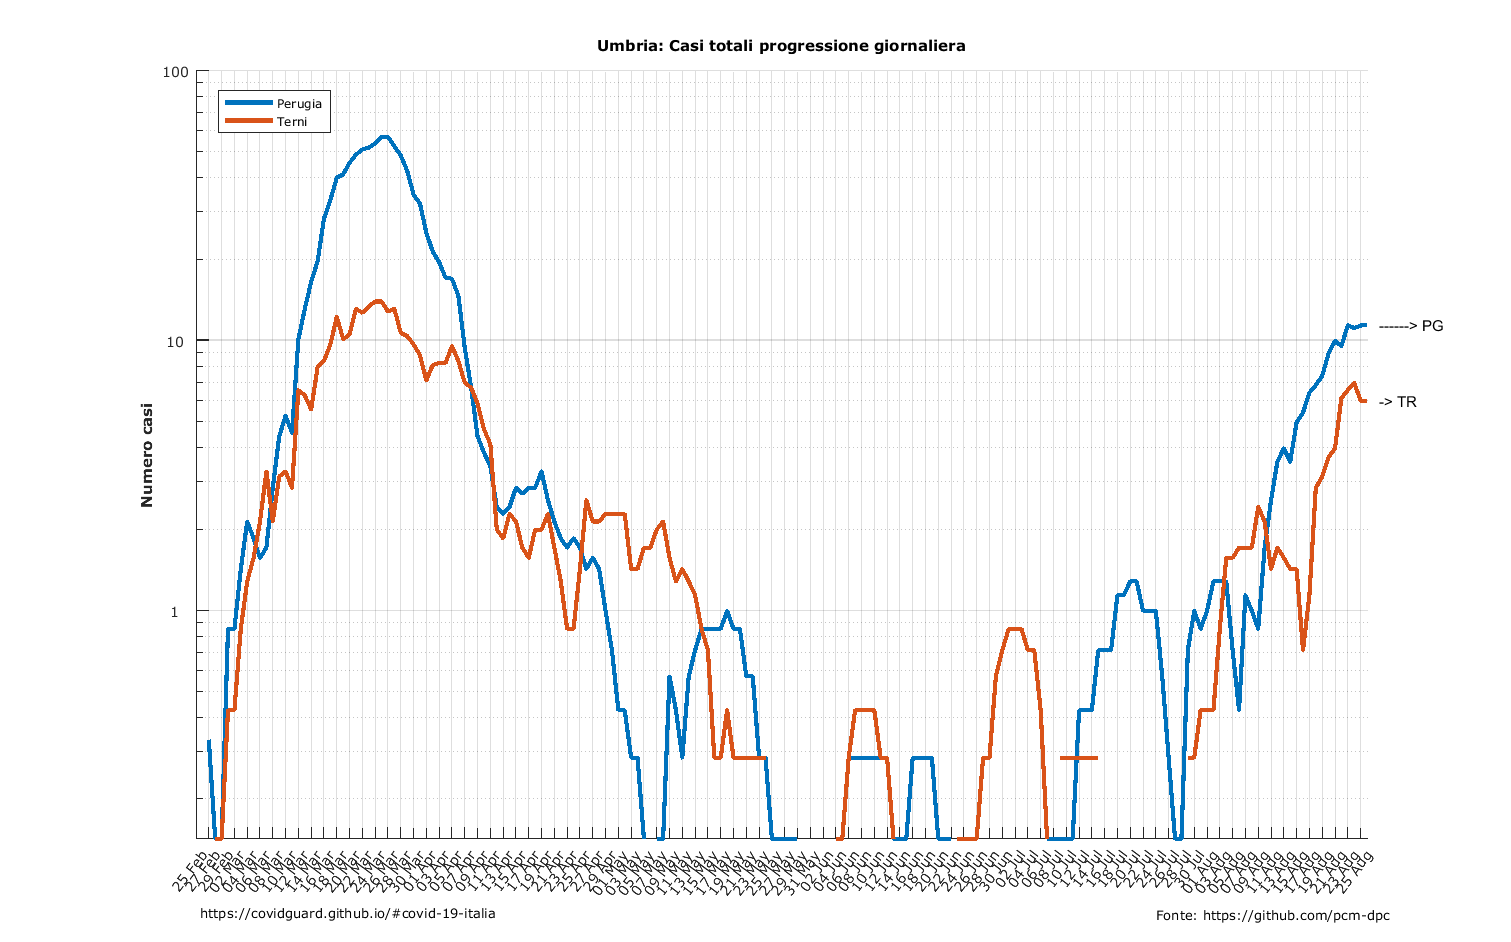 Umbria: Casi totali progressione giornaliera
100
10
1
Numero casi
Perugia
Terni
------> PG
-> TR
25 Feb
27 Feb
29 Feb
02 Mar
04 Mar
06 Mar
08 Mar
10 Mar
12 Mar
14 Mar
16 Mar
18 Mar
20 Mar
22 Mar
24 Mar
26 Mar
28 Mar
30 Mar
01 Apr
03 Apr
05 Apr
07 Apr
09 Apr
11 Apr
13 Apr
15 Apr
17 Apr
19 Apr
21 Apr
23 Apr
25 Apr
27 Apr
29 Apr
01 May
03 May
05 May
07 May
09 May
11 May
13 May
15 May
17 May
19 May
21 May
23 May
25 May
27 May
29 May
31 May
02 Jun
04 Jun
06 Jun
08 Jun
10 Jun
12 Jun
14 Jun
16 Jun
18 Jun
20 Jun
22 Jun
24 Jun
26 Jun
28 Jun
30 Jun
02 Jul
04 Jul
06 Jul
08 Jul
10 Jul
12 Jul
14 Jul
16 Jul
18 Jul
20 Jul
22 Jul
24 Jul
26 Jul
28 Jul
30 Jul
01 Aug
03 Aug
05 Aug
07 Aug
09 Aug
11 Aug
13 Aug
15 Aug
17 Aug
19 Aug
21 Aug
23 Aug
25 Aug
https://covidguard.github.io/#covid-19-italia
Fonte: https://github.com/pcm-dpc